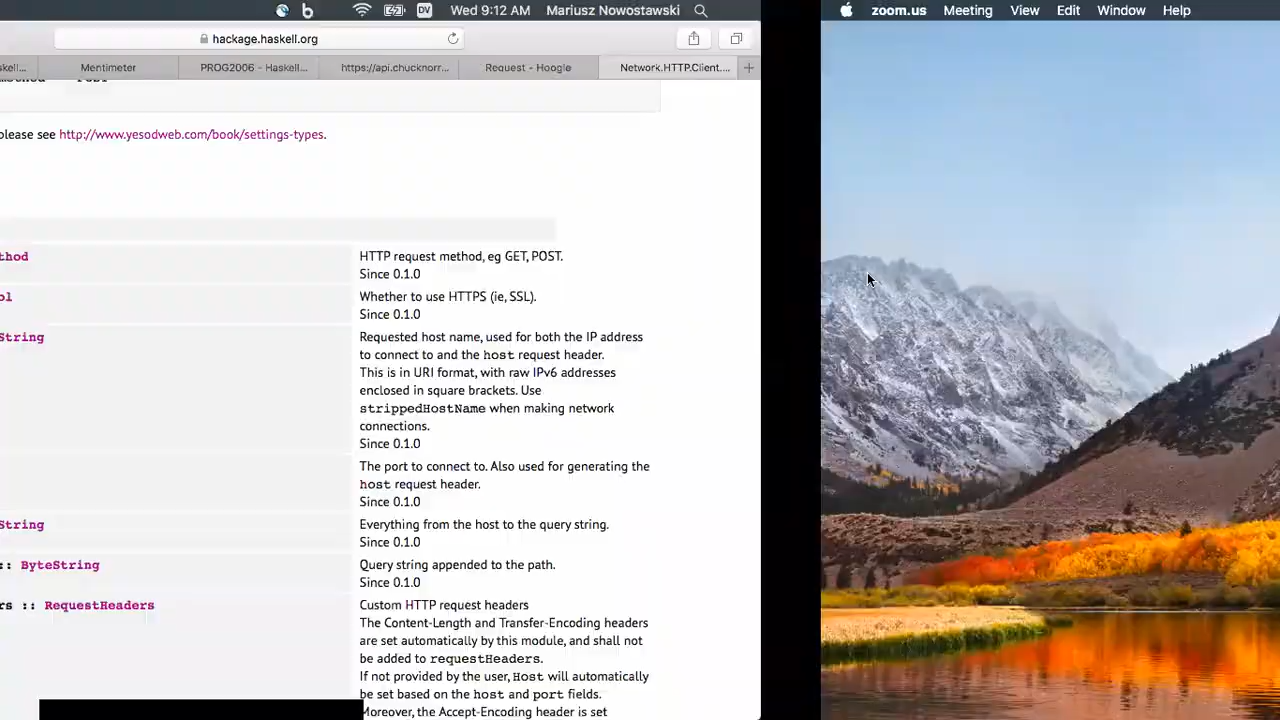 DV Wed 9:12 AM Mariusz Nowostawski
zoom.us Meeting View Edit Window Help
hackage.haskell.org
skell... Mentimeter PROG2006 - Haskell... https://api.chucknorr... Request - Hoogle Network.HTTP.Client....
please see http://www.yesodweb.com/book/settings-types.
thod HTTP request method, eg GET, POST.
Since 0.1.0
ol Whether to use HTTPS (ie, SSL).
Since 0.1.0
String Requested host name, used for both the IP address
to connect to and the host request header.
This is in URI format, with raw IPv6 addresses
enclosed in square brackets. Use
strippedHostName when making network
connections.
Since 0.1.0
The port to connect to. Also used for generating the
host request header.
Since 0.1.0
String Everything from the host to the query string.
Since 0.1.0
:: ByteString Query string appended to the path.
Since 0.1.0
rs :: RequestHeaders Custom HTTP request headers
The Content-Length and Transfer-Encoding headers
are set automatically by this module, and shall not
be added to requestHeaders.
If not provided by the user, Host will automatically
be set based on the host and port fields.
Moreover, the Accept-Encoding header is set